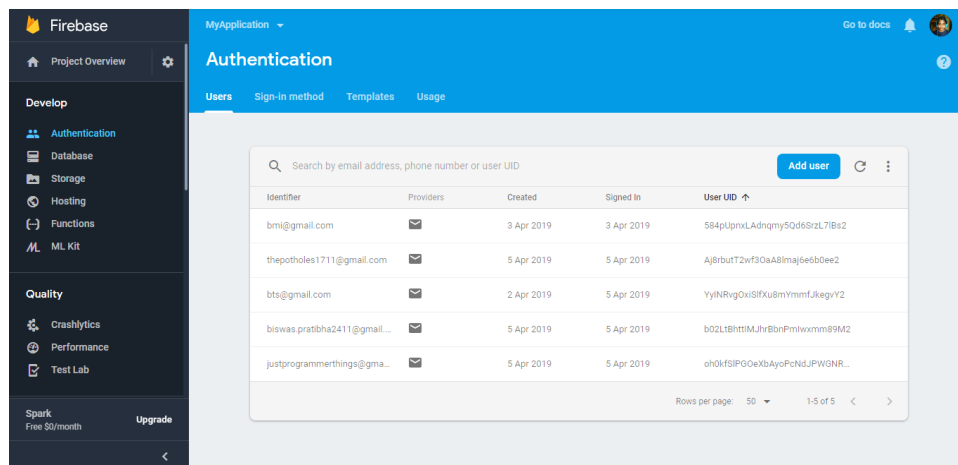 Firebase
Project Overview
Develop
Authentication
Database
Storage
Hosting
Functions
ML Kit
Quality
Crashlytics
Performance
Test Lab
Spark
Free $0/month
Upgrade
MyApplication
Go to docs
Authentication
Users Sign-in method Templates Usage
Search by email address, phone number or user UID
Add user
Identifier Providers Created Signed In User UID
bmi@gmail.com 3 Apr 2019 3 Apr 2019 584pUpnxLAdnqmy5Qd6SrzL7lBs2
thepotholes1711@gmail.com 5 Apr 2019 5 Apr 2019 Aj8rbutT2wf3OaA8lmaj6e6b0ee2
bts@gmail.com 2 Apr 2019 5 Apr 2019 YyINRvgOxiSlfXu8mYmmfJkegvY2
biswas.pratibha2411@gmail.... 5 Apr 2019 5 Apr 2019 b02LtBhttIMJhrBbnPmIwxmm89M2
justprogrammerthings@gma... 5 Apr 2019 5 Apr 2019 oh0kfSlPGOeXbAyoPcNdJPWGNR...
Rows per page: 50 1-5 of 5